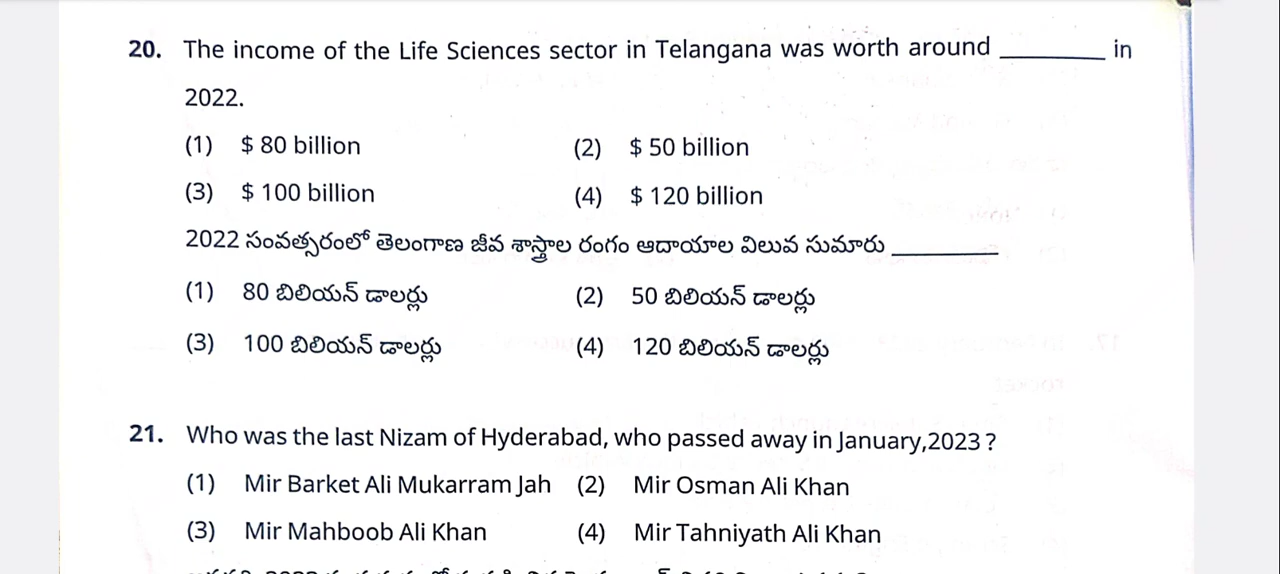 20. The income of the Life Sciences sector in Telangana was worth around ________ in
2022.
(1) $ 80 billion (2) $ 50 billion
(3) $ 100 billion (4) $ 120 billion
2022 సంవత్సరంలో తెలంగాణ జీవ శాస్త్రాల రంగం ఆదాయాల విలువ సుమారు ________
(1) 80 బిలియన్ డాలర్లు (2) 50 బిలియన్ డాలర్లు
(3) 100 బిలియన్ డాలర్లు (4) 120 బిలియన్ డాలర్లు
21. Who was the last Nizam of Hyderabad, who passed away in January,2023 ?
(1) Mir Barket Ali Mukarram Jah (2) Mir Osman Ali Khan
(3) Mir Mahboob Ali Khan (4) Mir Tahniyath Ali Khan